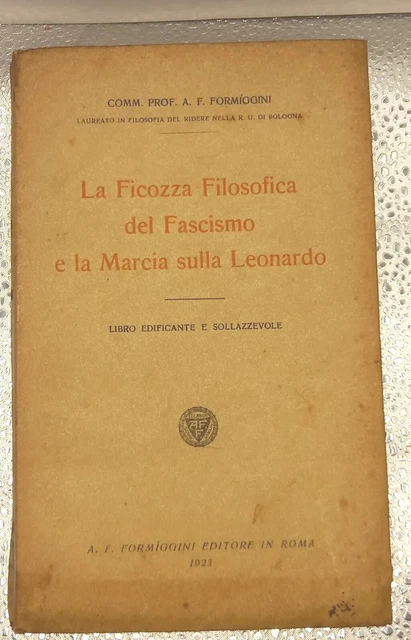 COMM. PROF. A. F. FORMÍGGINI
LAUREATO IN FILOSOFIA DEL RIDERE NELLA R. U. DI BOLOGNA
La Ficozza Filosofica
del Fascismo
e la Marcia sulla Leonardo
LIBRO EDIFICANTE E SOLLAZZEVOLE
A. F. FORMÍGGINI EDITORE IN ROMA
1923